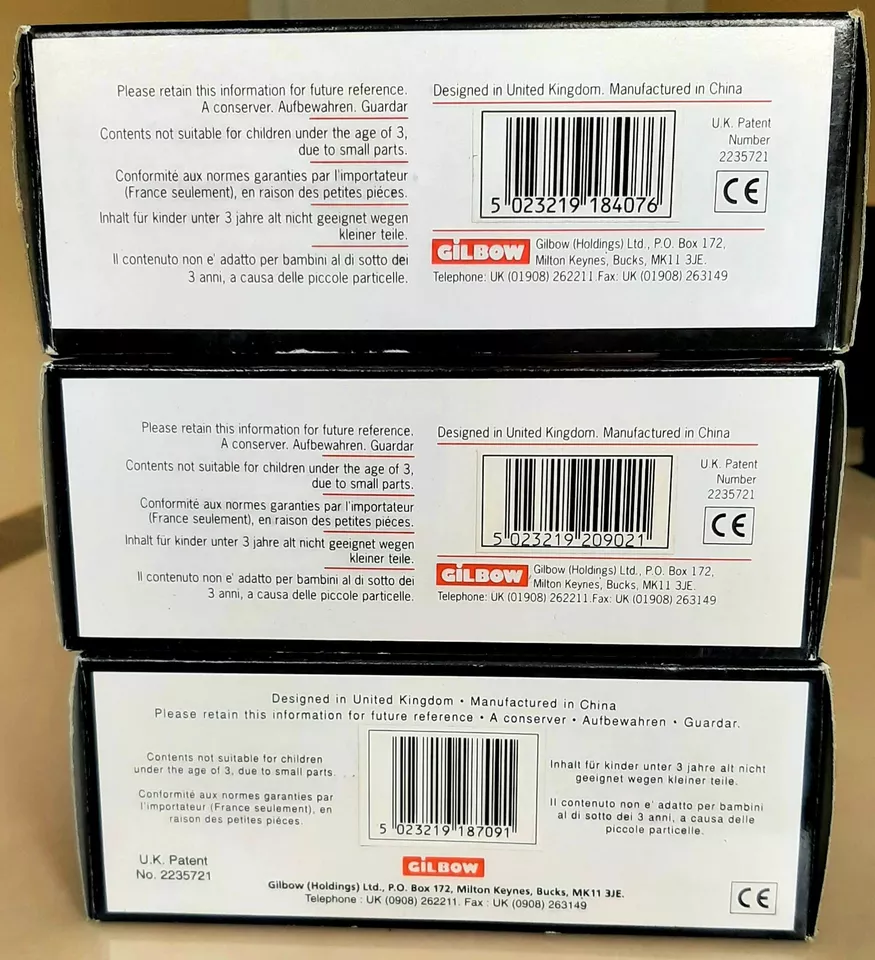 Please retain this information for future reference.
A conserver. Aufbewahren. Guardar
Contents not suitable for children under the age of 3,
due to small parts.
Conformité aux normes garanties par l'importateur
(France seulement), en raison des petites piéces.
Inhalt für kinder unter 3 jahre alt nicht geeignet wegen
kleiner teile.
Il contenuto non e' adatto per bambini al di sotto dei
3 anni, a causa delle piccole particelle.
Designed in United Kingdom. Manufactured in China
5 023219 184076
U.K. Patent
Number
2235721
CE
GiLBOW
Gilbow (Holdings) Ltd., P.O. Box 172,
Milton Keynes, Bucks, MK11 3JE.
Telephone: UK (01908) 262211.Fax: UK (01908) 263149
Please retain this information for future reference.
A conserver. Aufbewahren. Guardar
Contents not suitable for children under the age of 3,
due to small parts.
Conformité aux normes garanties par l'importateur
(France seulement), en raison des petites piéces.
Inhalt für kinder unter 3 jahre alt nicht geeignet wegen
kleiner teile.
Il contenuto non e' adatto per bambini al di sotto dei
3 anni, a causa delle piccole particelle.
Designed in United Kingdom. Manufactured in China
5 023219 209021
U.K. Patent
Number
2235721
CE
GiLBOW
Gilbow (Holdings) Ltd., P.O. Box 172,
Milton Keynes, Bucks, MK11 3JE.
Telephone: UK (01908) 262211.Fax: UK (01908) 263149
Designed in United Kingdom • Manufactured in China
Please retain this information for future reference • A conserver • Aufbewahren • Guardar.
Contents not suitable for children
under the age of 3, due to small parts.
Conformité aux normes garanties par
l'importateur (France seulement), en
raison des petites piéces.
5 023219 187091
Inhalt für kinder unter 3 jahre alt nicht
geeignet wegen kleiner teile.
Il contenuto non e' adatto per bambini
al di sotto dei 3 anni, a causa delle
piccole particelle.
U.K. Patent
No. 2235721
GiLBOW
Gilbow (Holdings) Ltd., P.O. Box 172, Milton Keynes, Bucks, MK11 3JE.
Telephone : UK (0908) 262211. Fax : UK (0908) 263149
CE